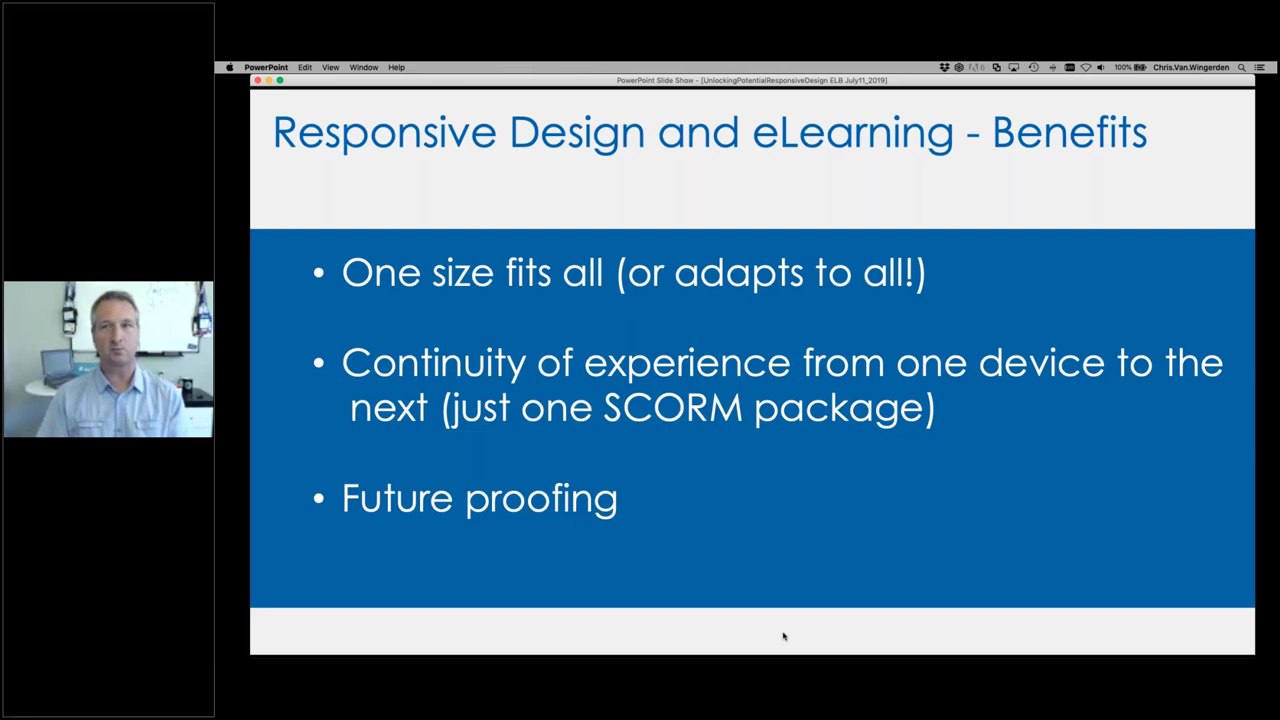 PowerPoint Edit View Window Help 100% Chris.Van.Wingerden
PowerPoint Slide Show - [UnlockingPotentialResponsiveDesign ELB July11_2019]
Responsive Design and eLearning - Benefits
• One size fits all (or adapts to all!)
• Continuity of experience from one device to the
next (just one SCORM package)
• Future proofing